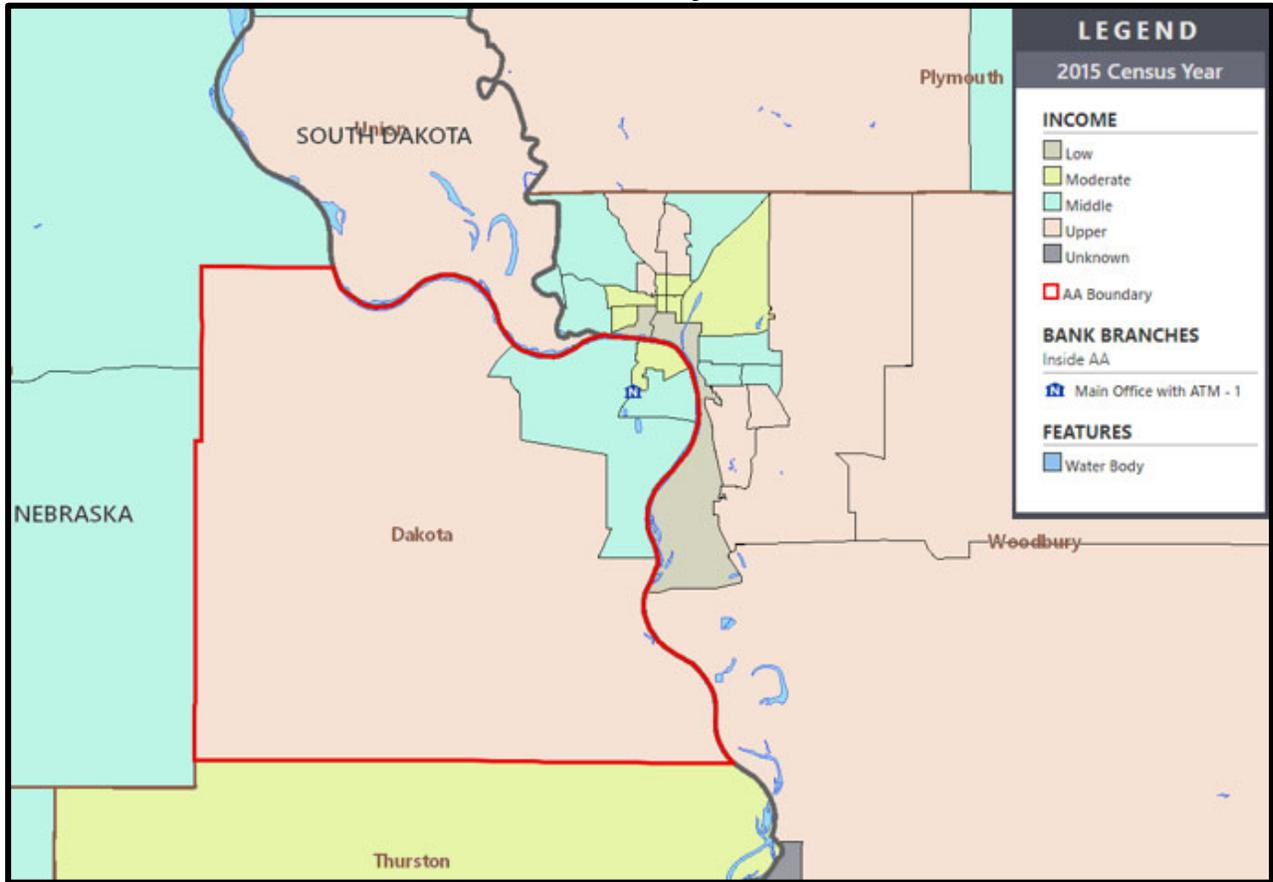 LEGEND
2015 Census Year
INCOME
Low
Moderate
Middle
Upper
Unknown
AA Boundary
BANK BRANCHES
Inside AA
N Main Office with ATM - 1
FEATURES
Water Body
Plymouth
Union
SOUTH DAKOTA
N
NEBRASKA
Dakota
Woodbury
Thurston